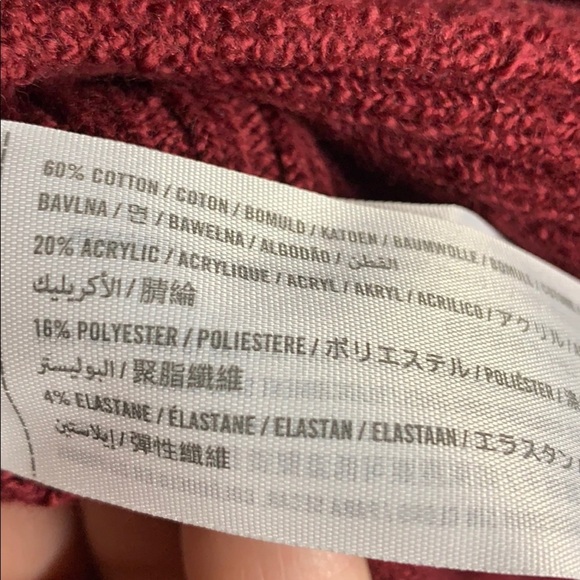 60% COTTON / COTON / BOMULD / KATOEN / BAUMWOLLE /
BAVLNA / 면 / BAWEŁNA / ALGODÃO / القطن
20% ACRYLIC / ACRYLIQUE / ACRYL / AKRYL / ACRÍLICO / アクリル /
الأكريليك / 腈綸
16% POLYESTER / POLIESTERE / ポリエステル / POLIÉSTER /
البوليستر / 聚脂纖維
4% ELASTANE / ÉLASTANE / ELASTAN / ELASTAAN / エラスタン
إيلاستين / 彈性纖維